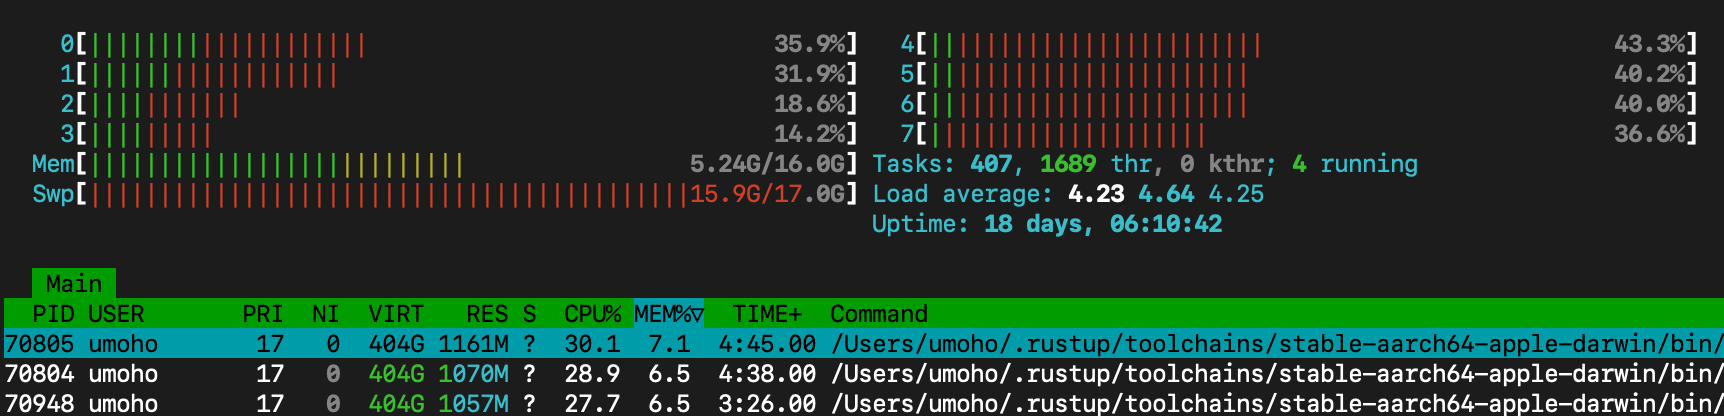 0[||||||||||||||||||||| 35.9%] 4[||||||||||||||||||||||||| 43.3%]
1[||||||||||||||||||| 31.9%] 5[|||||||||||||||||||||||| 40.2%]
2[||||||||||| 18.6%] 6[|||||||||||||||||||||||| 40.0%]
3[||||||||| 14.2%] 7[||||||||||||||||||||| 36.6%]
Mem[|||||||||||||||||||||||||||| 5.24G/16.0G] Tasks: 407, 1689 thr, 0 kthr; 4 running
Swp[|||||||||||||||||||||||||||||||||||||||||||||15.9G/17.0G] Load average: 4.23 4.64 4.25
Uptime: 18 days, 06:10:42
Main
PID USER PRI NI VIRT RES S CPU% MEM%▽ TIME+ Command
70805 umoho 17 0 404G 1161M ? 30.1 7.1 4:45.00 /Users/umoho/.rustup/toolchains/stable-aarch64-apple-darwin/bin/
70804 umoho 17 0 404G 1070M ? 28.9 6.5 4:38.00 /Users/umoho/.rustup/toolchains/stable-aarch64-apple-darwin/bin/
70948 umoho 17 0 404G 1057M ? 27.7 6.5 3:26.00 /Users/umoho/.rustup/toolchains/stable-aarch64-apple-darwin/bin/